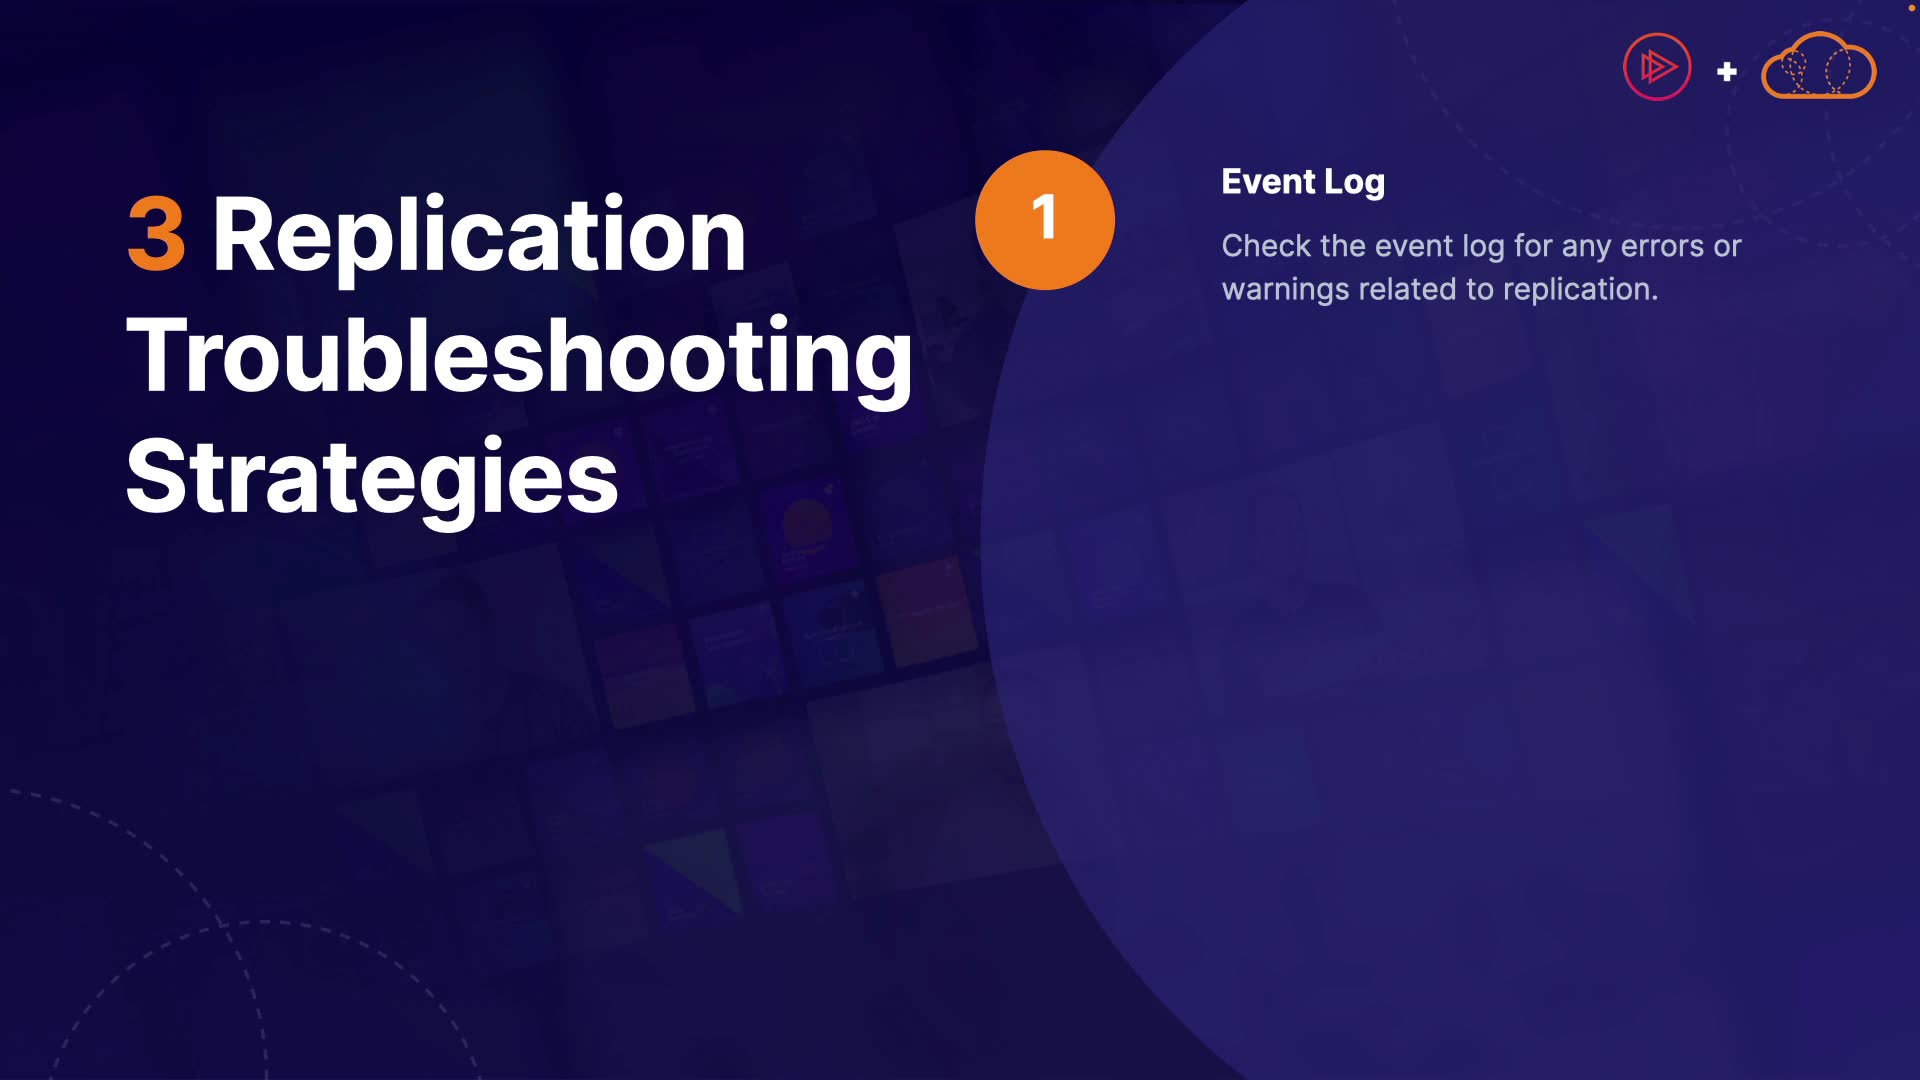 3 Replication
Troubleshooting
Strategies
1
Event Log
Check the event log for any errors or
warnings related to replication.